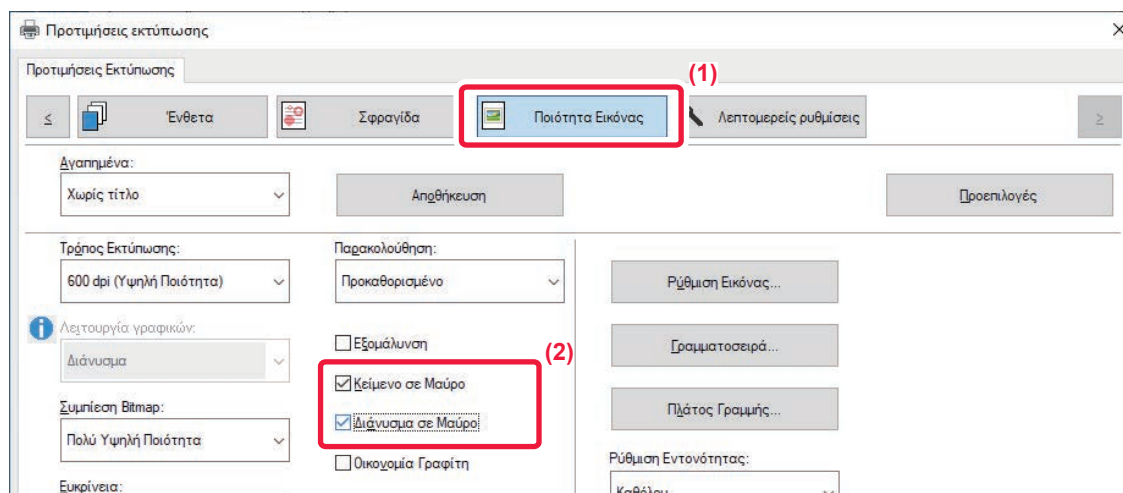 Προτιμήσεις εκτύπωσης
Προτιμήσεις Εκτύπωσης
(1)
< Ένθετα Σφραγίδα Ποιότητα Εικόνας Λεπτομερείς ρυθμίσεις >
Αγαπημένα:
Χωρίς τίτλο Αποθήκευση Προεπιλογές
Τρόπος Εκτύπωσης: Παρακολούθηση:
600 dpi (Υψηλή Ποιότητα) Προκαθορισμένο Ρύθμιση Εικόνας...
Λειτουργία γραφικών:
Διάνυσμα
Εξομάλυνση
(2)
Γραμματοσειρά...
Κείμενο σε Μαύρο
Συμπίεση Bitmap:
Πολύ Υψηλή Ποιότητα
Διάνυσμα σε Μαύρο
Πλάτος Γραμμής...
Οικονομία Γραφίτη
Ρύθμιση Εντονότητας:
Ευκρίνεια:
Καθόλου